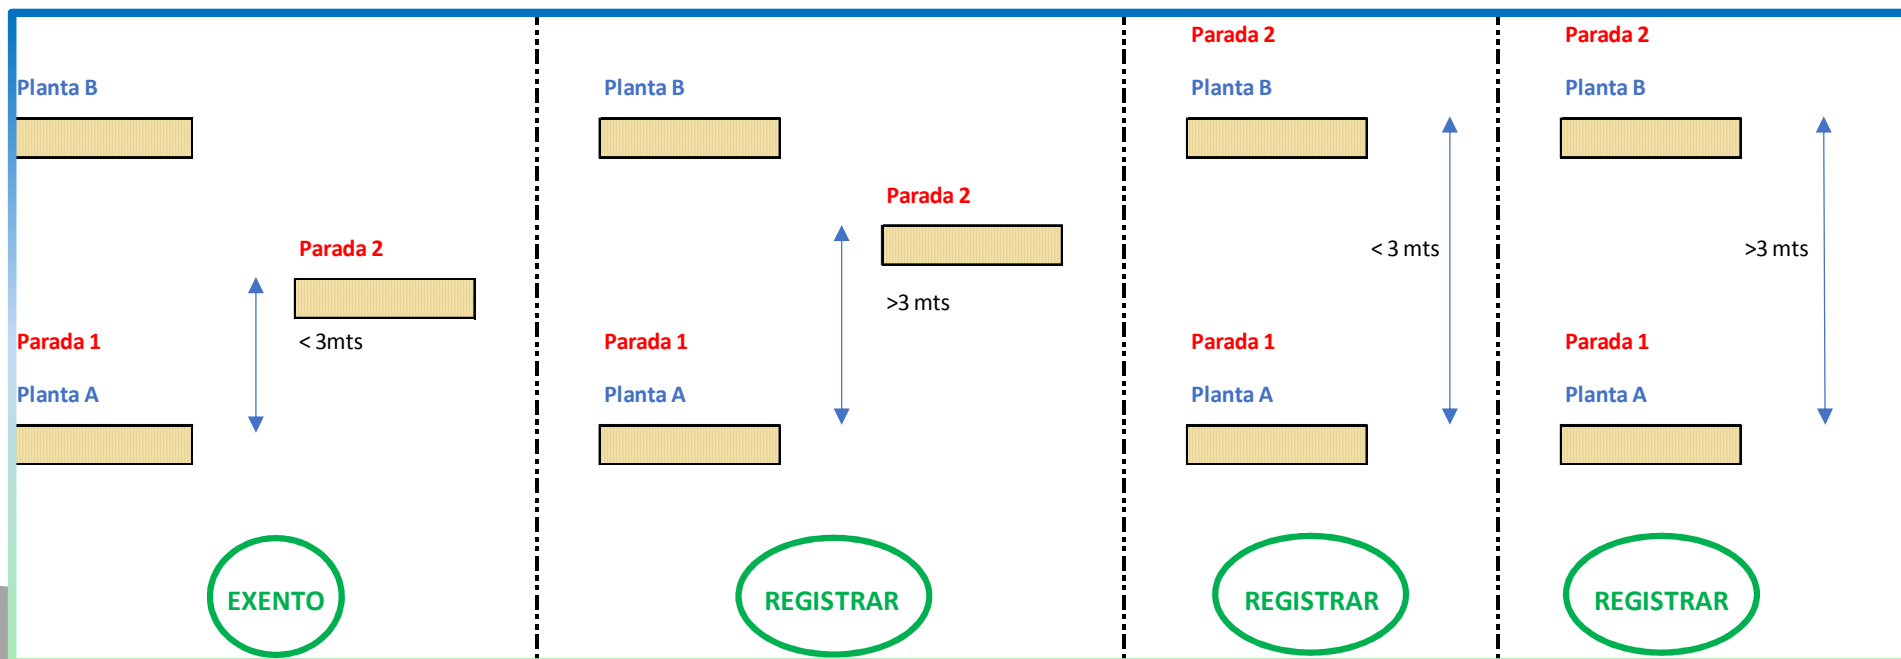 Planta B
Parada 2
< 3mts
Parada 1
Planta A
EXENTO
Planta B
Parada 2
>3 mts
Parada 1
Planta A
REGISTRAR
Parada 2
Planta B
< 3 mts
Parada 1
Planta A
REGISTRAR
Parada 2
Planta B
>3 mts
Parada 1
Planta A
REGISTRAR